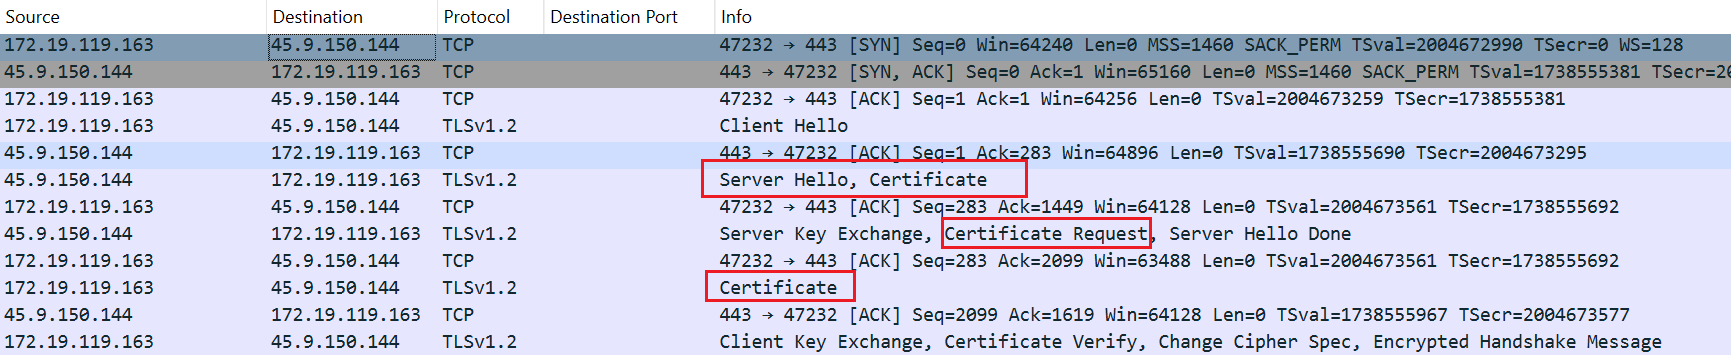 Source Destination Protocol Destination Port Info
172.19.119.163 45.9.150.144 TCP 47232 → 443 [SYN] Seq=0 Win=64240 Len=0 MSS=1460 SACK_PERM TSval=2004672990 TSecr=0 WS=128
45.9.150.144 172.19.119.163 TCP 443 → 47232 [SYN, ACK] Seq=0 Ack=1 Win=65160 Len=0 MSS=1460 SACK_PERM TSval=1738555381 TSecr=20
172.19.119.163 45.9.150.144 TCP 47232 → 443 [ACK] Seq=1 Ack=1 Win=64256 Len=0 TSval=2004673259 TSecr=1738555381
172.19.119.163 45.9.150.144 TLSv1.2 Client Hello
45.9.150.144 172.19.119.163 TCP 443 → 47232 [ACK] Seq=1 Ack=283 Win=64896 Len=0 TSval=1738555690 TSecr=2004673295
45.9.150.144 172.19.119.163 TLSv1.2 Server Hello, Certificate
172.19.119.163 45.9.150.144 TCP 47232 → 443 [ACK] Seq=283 Ack=1449 Win=64128 Len=0 TSval=2004673561 TSecr=1738555692
45.9.150.144 172.19.119.163 TLSv1.2 Server Key Exchange, Certificate Request, Server Hello Done
172.19.119.163 45.9.150.144 TCP 47232 → 443 [ACK] Seq=283 Ack=2099 Win=63488 Len=0 TSval=2004673561 TSecr=1738555692
172.19.119.163 45.9.150.144 TLSv1.2 Certificate
45.9.150.144 172.19.119.163 TCP 443 → 47232 [ACK] Seq=2099 Ack=1619 Win=64128 Len=0 TSval=1738555967 TSecr=2004673577
172.19.119.163 45.9.150.144 TLSv1.2 Client Key Exchange, Certificate Verify, Change Cipher Spec, Encrypted Handshake Message